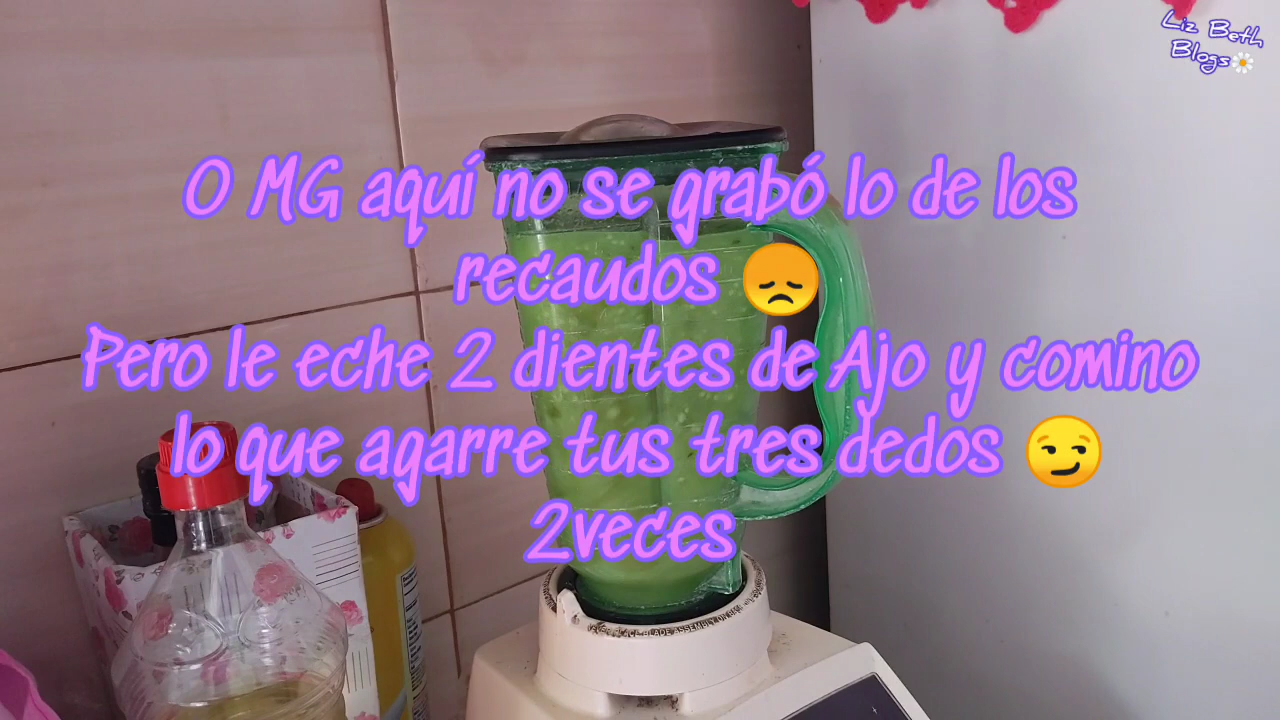 Liz Beth
Blogs
O MG aquí no se grabó lo de los
recaudos 😞
Pero le eche 2 dientes de Ajo y comino
lo que agarre tus tres dedos 😏
2veces